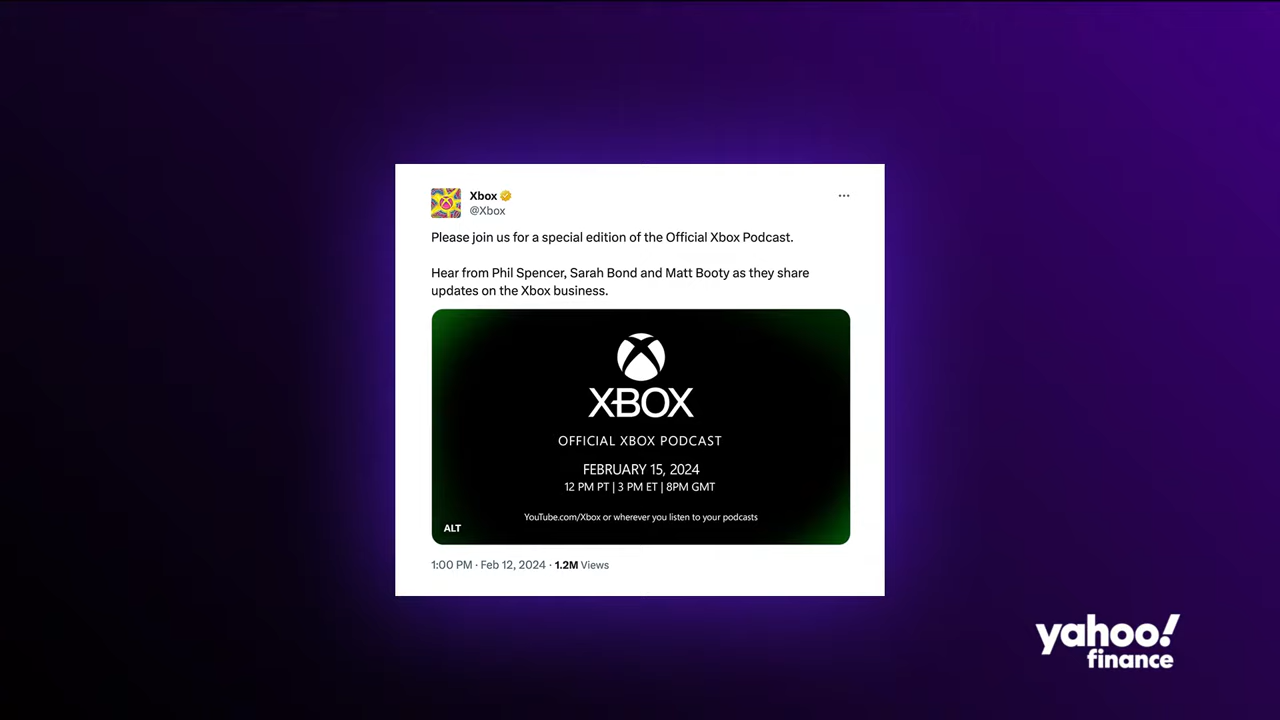 Xbox
@Xbox
Please join us for a special edition of the Official Xbox Podcast.
Hear from Phil Spencer, Sarah Bond and Matt Booty as they share
updates on the Xbox business.
XBOX
OFFICIAL XBOX PODCAST
FEBRUARY 15, 2024
12 PM PT | 3 PM ET | 8PM GMT
YouTube.com/Xbox or wherever you listen to your podcasts
ALT
1:00 PM · Feb 12, 2024 · 1.2M Views
yahoo!
finance